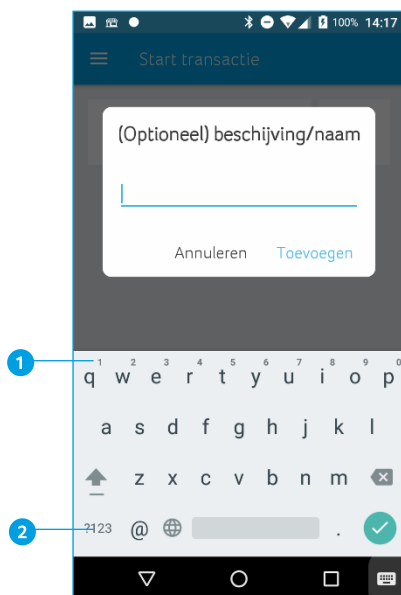 100% 14:17
Start transactie
(Optioneel) beschijving/naam
Annuleren Toevoegen
1
1 2 3 4 5 6 7 8 9 0
q w e r t y u i o p
a s d f g h j k l
z x c v b n m
2
?123 @ .